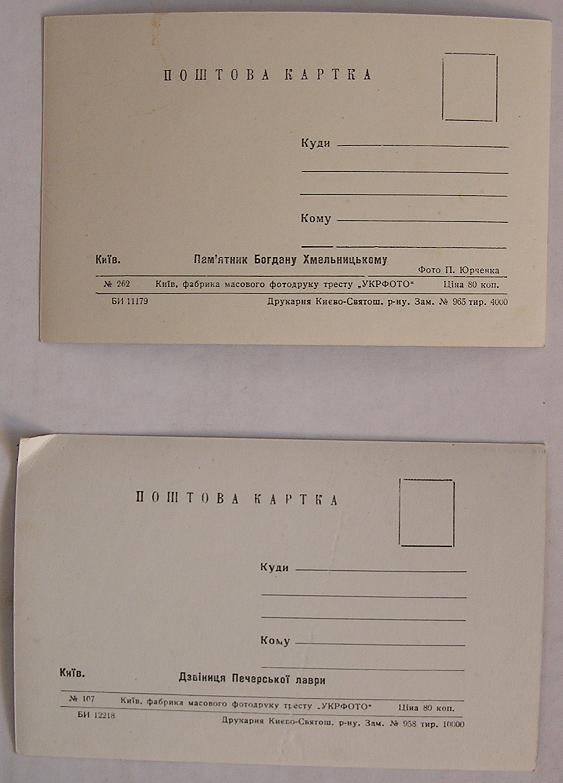 ПОШТОВА КАРТКА
Куди
Кому
Київ. Пам'ятник Богдану Хмельницькому
Фото П. Юрченка
№ 262 Київ, фабрика масового фотодруку тресту „УКРФОТО" Ціна 80 коп.
БИ 11179 Друкарня Києво-Святош. р-ну. Зам. № 965 тир. 4000
ПОШТОВА КАРТКА
Куди
Кому
Київ. Дзвіниця Печерської лаври
№ 107 Київ, фабрика масового фотодруку тресту „УКРФОТО" Ціна 80 коп.
БИ 12218 Друкарня Києво-Святош. р-ну. Зам. № 958 тир. 10000